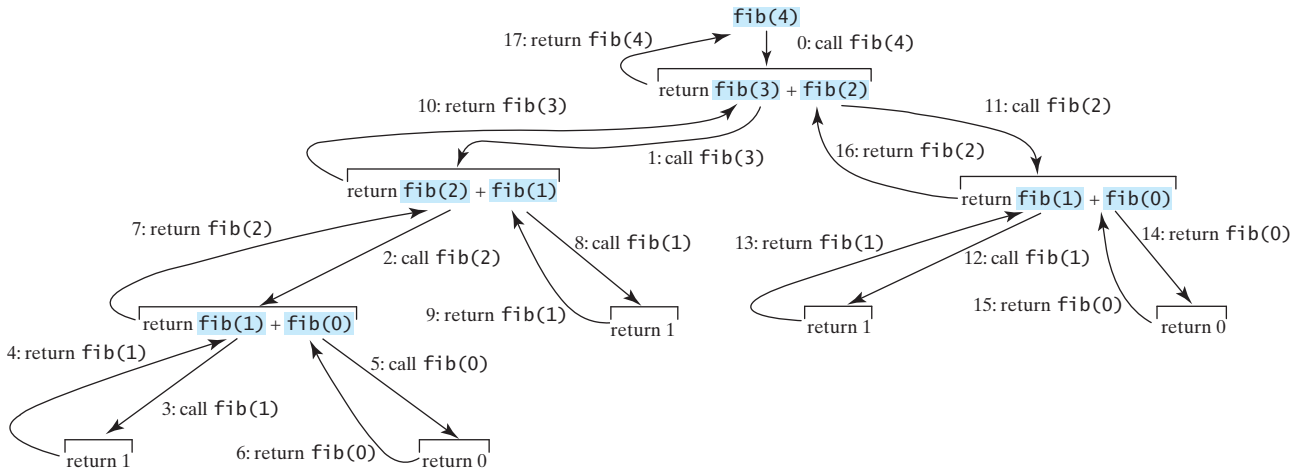 fib(4)
17: return fib(4)
0: call fib(4)
return fib(3) + fib(2)
10: return fib(3)
11: call fib(2)
1: call fib(3)
16: return fib(2)
return fib(2) + fib(1)
return fib(1) + fib(0)
7: return fib(2)
8: call fib(1)
13: return fib(1)
14: return fib(0)
2: call fib(2)
12: call fib(1)
9: return fib(1)
15: return fib(0)
return fib(1) + fib(0)
return 1
return 1
return 0
4: return fib(1)
5: call fib(0)
3: call fib(1)
6: return fib(0)
return 1
return 0